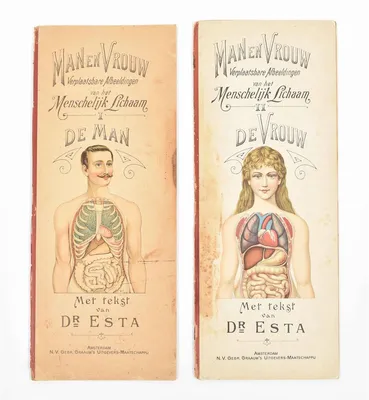 MAN EN VROUW
Verplaatsbare Afbeeldingen
van het
Menschelijk Lichaam
I
DE MAN
Met tekst
van
DR ESTA
AMSTERDAM
N.V. GEBR. GRAAUW'S UITGEVERS-MAATSCHAPPIJ
MAN EN VROUW
Verplaatsbare Afbeeldingen
van het
Menschelijk Lichaam
II
DE VROUW
Met tekst
van
DR ESTA
AMSTERDAM
N.V. GEBR. GRAAUW'S UITGEVERS-MAATSCHAPPIJ